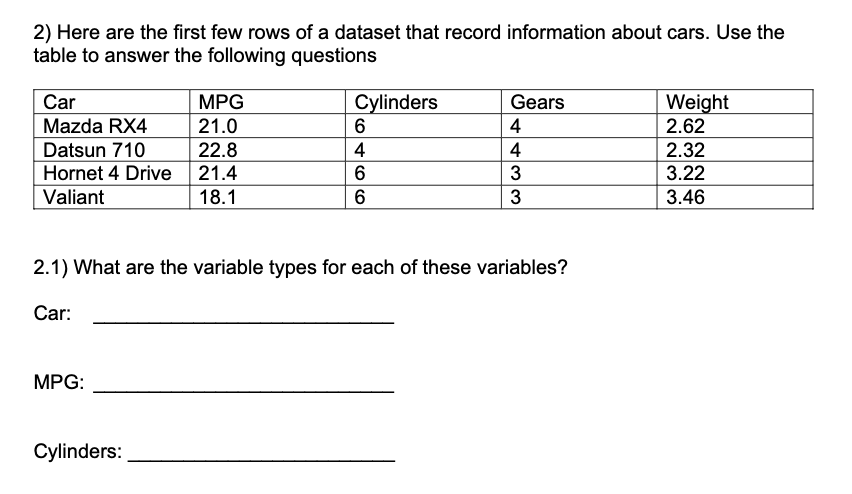 2) Here are the first few rows of a dataset that record information about cars. Use the
table to answer the following questions
Car MPG Cylinders Gears Weight
Mazda RX4 21.0 6 4 2.62
Datsun 710 22.8 4 4 2.32
Hornet 4 Drive 21.4 6 3 3.22
Valiant 18.1 6 3 3.46
2.1) What are the variable types for each of these variables?
Car:
MPG:
Cylinders: